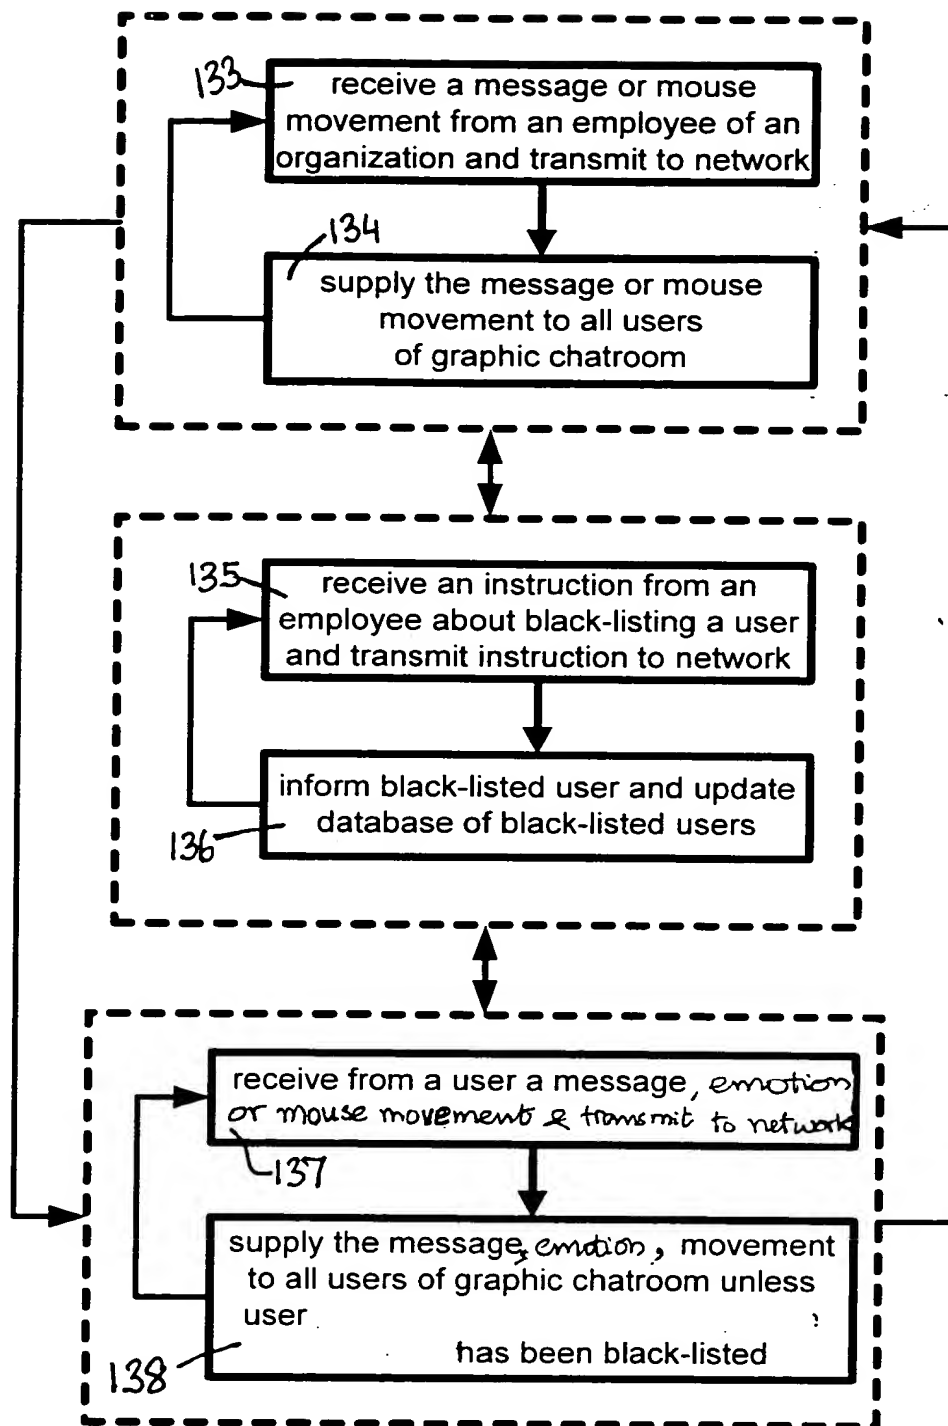 133
receive a message or mouse
movement from an employee of an
organization and transmit to network
134
supply the message or mouse
movement to all users
of graphic chatroom
135
receive an instruction from an
employee about black-listing a user
and transmit instruction to network
inform black-listed user and update
database of black-listed users
136
receive from a user a message, emotion
or mouse movement & transmit to network
137
supply the message, emotion, movement
to all users of graphic chatroom unless
user
has been black-listed
138